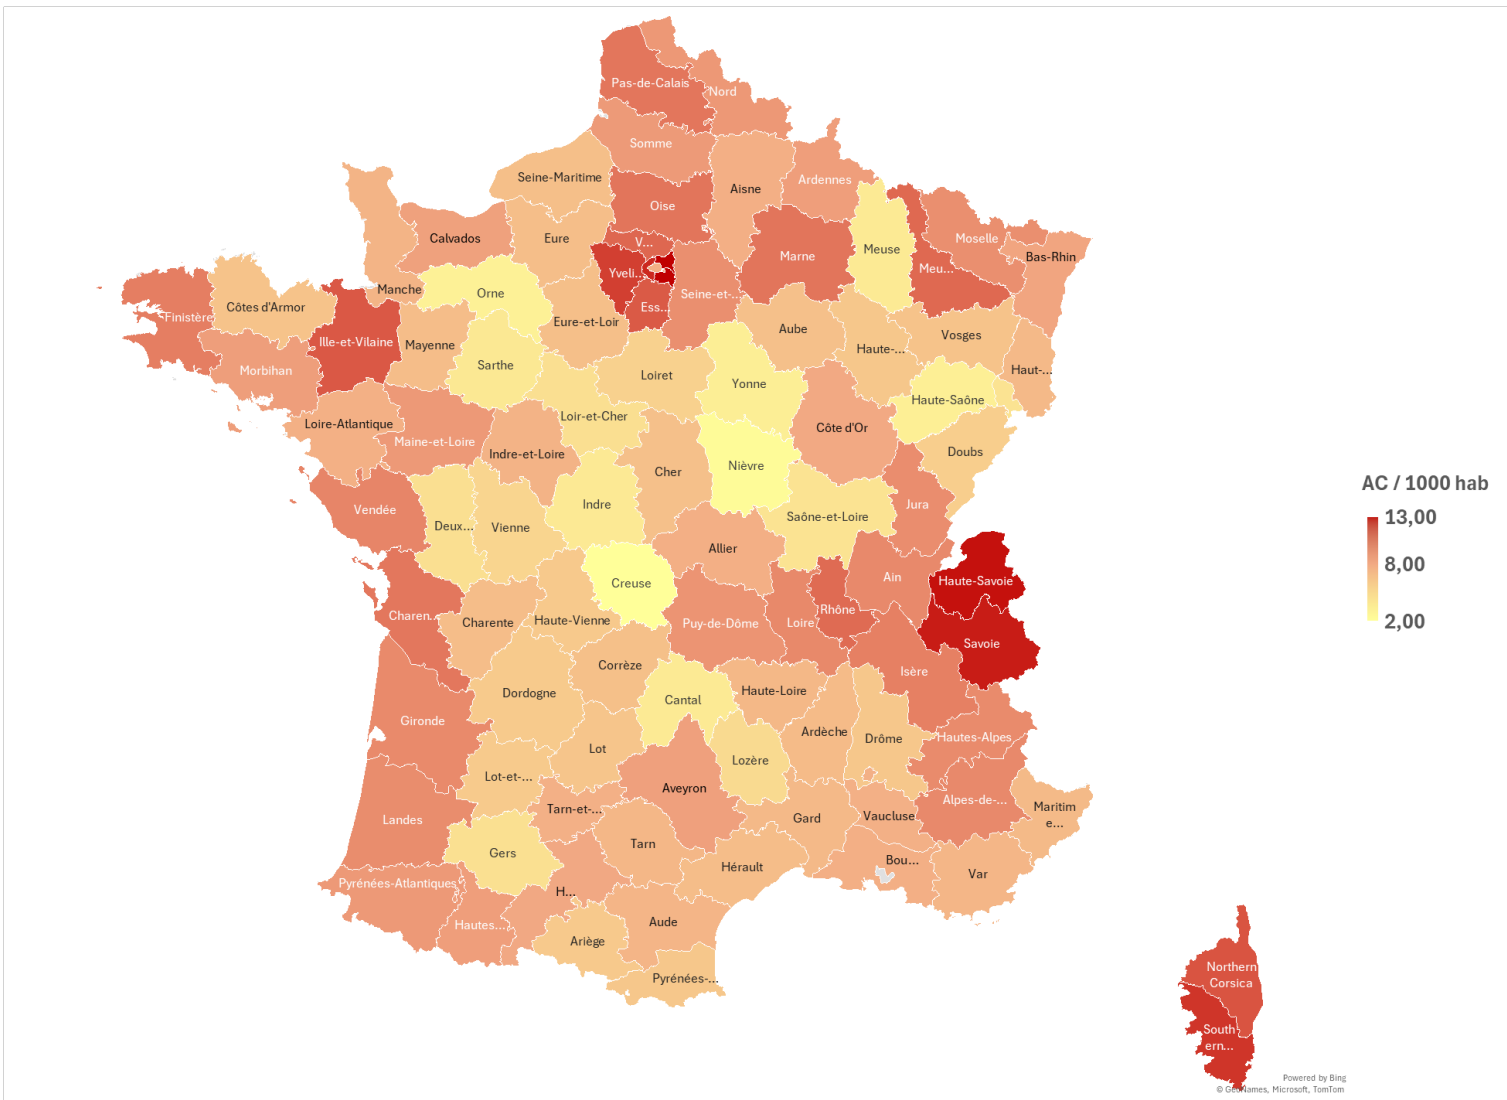 Pas-de-Calais
Nord
Somme
Seine-Maritime
Aisne
Ardennes
Oise
Calvados
Eure
V...
Marne
Meuse
Moselle
Bas-Rhin
Yveli...
Meu...
Manche
Orne
Ess...
Seine-et-...
Côtes d'Armor
Finistère
Eure-et-Loir
Aube
Vosges
Ille-et-Vilaine
Mayenne
Haute-...
Sarthe
Morbihan
Loiret
Haut-...
Yonne
Haute-Saône
Loir-et-Cher
Loire-Atlantique
Côte d'Or
Maine-et-Loire
Indre-et-Loire
Doubs
Nièvre
Cher
AC / 1000 hab
Indre
Jura
Vendée
13,00
Saône-et-Loire
Deux...
Vienne
Allier
8,00
Ain
Creuse
Haute-Savoie
Rhône
Charen...
Charente
Haute-Vienne
Puy-de-Dôme
Loire
2,00
Savoie
Corrèze
Isère
Dordogne
Haute-Loire
Cantal
Gironde
Ardèche
Drôme
Hautes-Alpes
Lot
Lozère
Lot-et-...
Aveyron
Alpes-de-...
Maritim
e...
Tarn-et-...
Landes
Gard
Vaucluse
Tarn
Gers
Bou...
Hérault
Var
Pyrénées-Atlantiques
H...
Hautes...
Aude
Ariège
Northern
Corsica
Pyrénées-...
South
ern...
Powered by Bing
© GeoNames, Microsoft, TomTom